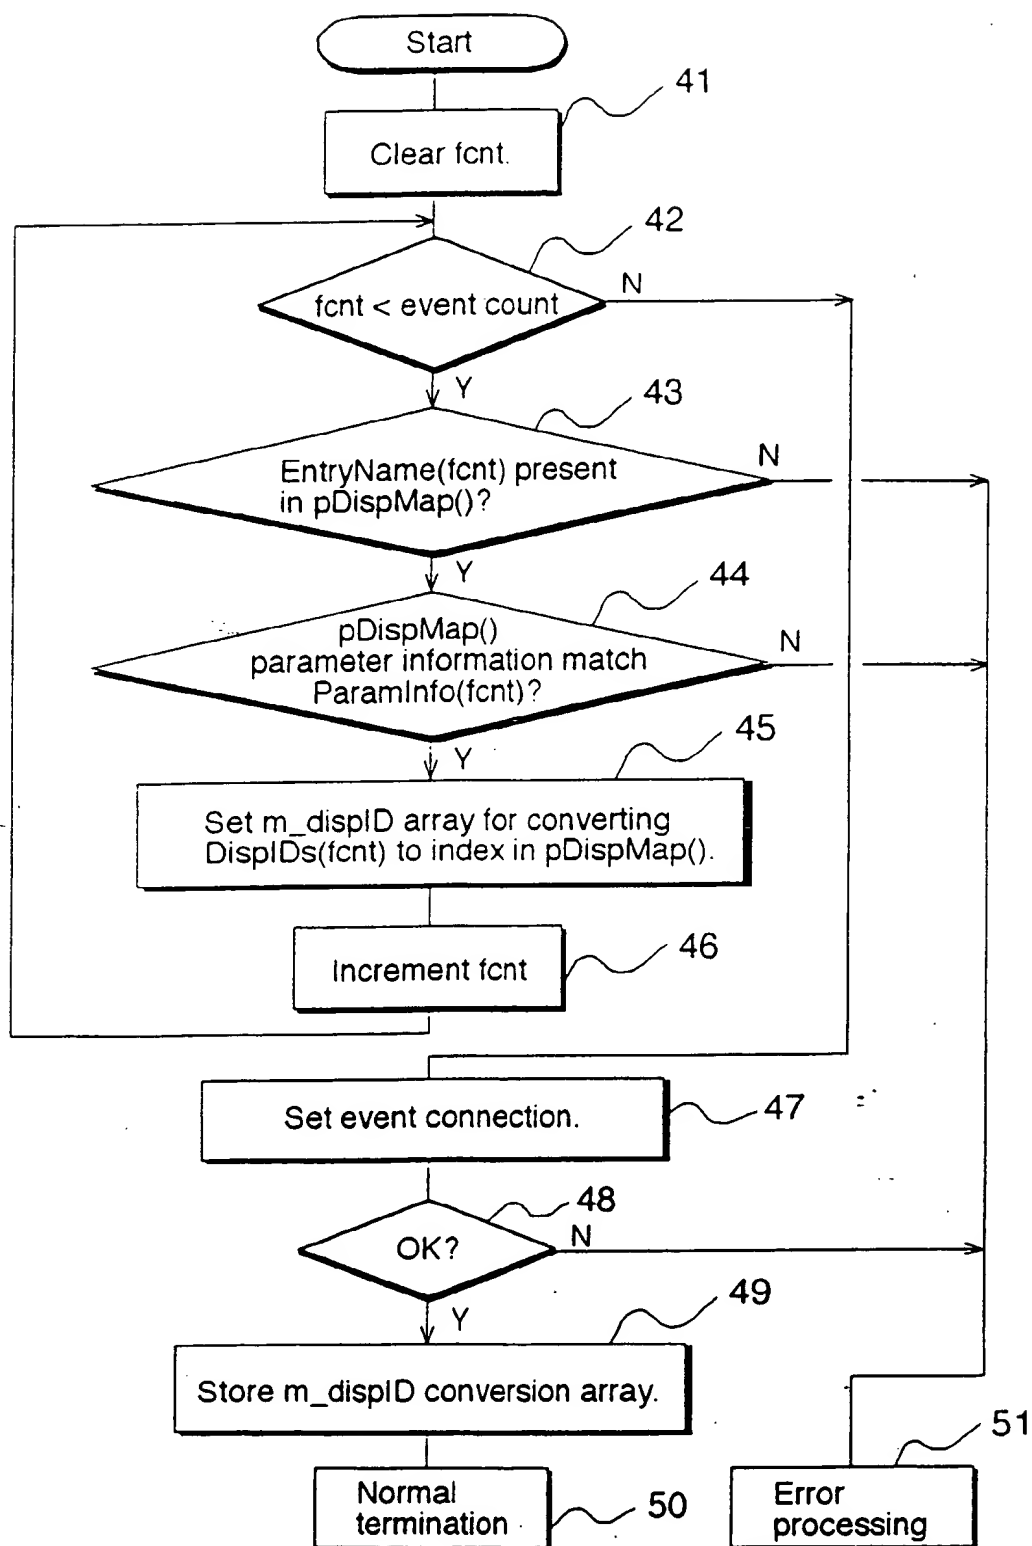 Start
41
Clear fcnt.
42
fcnt < event count
N
Y
43
EntryName(fcnt) present
in pDispMap()?
N
Y
44
pDispMap()
parameter information match
ParamInfo(fcnt)?
N
Y
45
Set m_dispID array for converting
DispIDs(fcnt) to index in pDispMap().
46
Increment fcnt
Set event connection.
47
48
OK?
N
Y
49
Store m_dispID conversion array.
51
Normal
termination
50
Error
processing